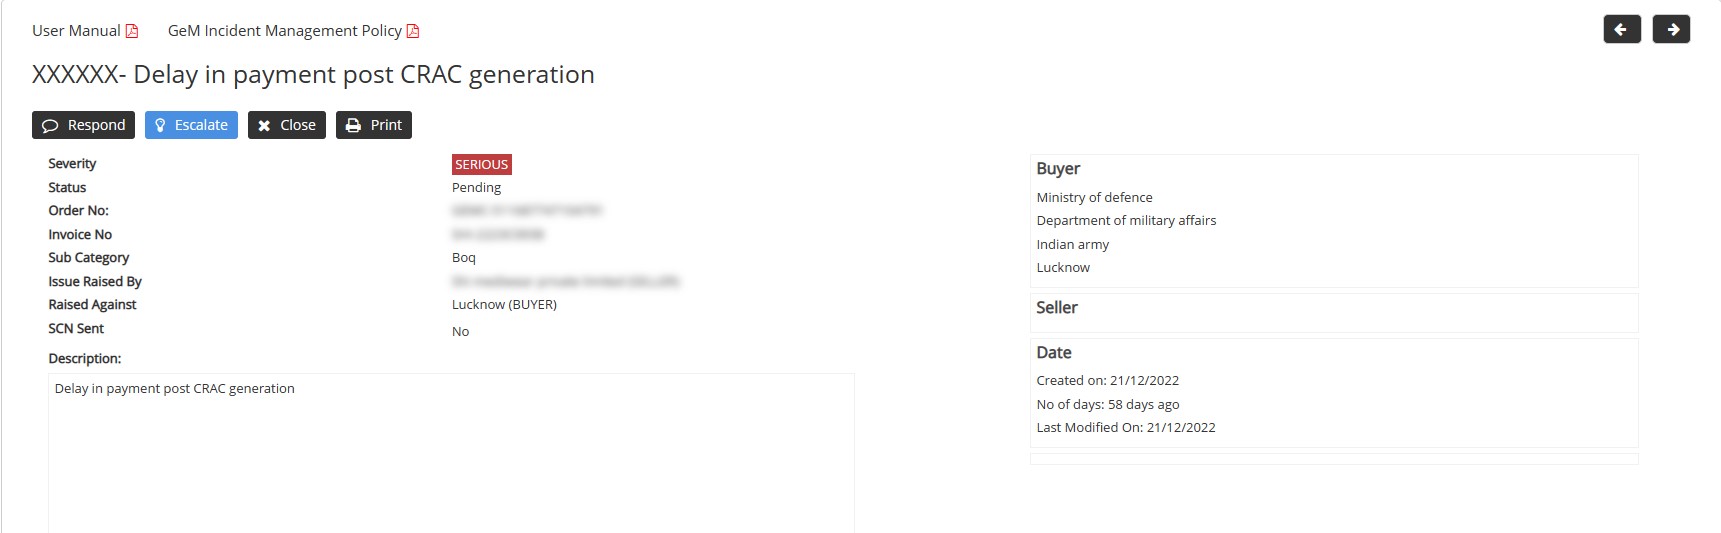 User Manual GeM Incident Management Policy
XXXXXX- Delay in payment post CRAC generation
Respond Escalate Close Print
Severity SERIOUS
Status Pending
Order No:
Invoice No
Sub Category Boq
Issue Raised By
Raised Against Lucknow (BUYER)
SCN Sent No
Description:
Delay in payment post CRAC generation
Buyer
Ministry of defence
Department of military affairs
Indian army
Lucknow
Seller
Date
Created on: 21/12/2022
No of days: 58 days ago
Last Modified On: 21/12/2022